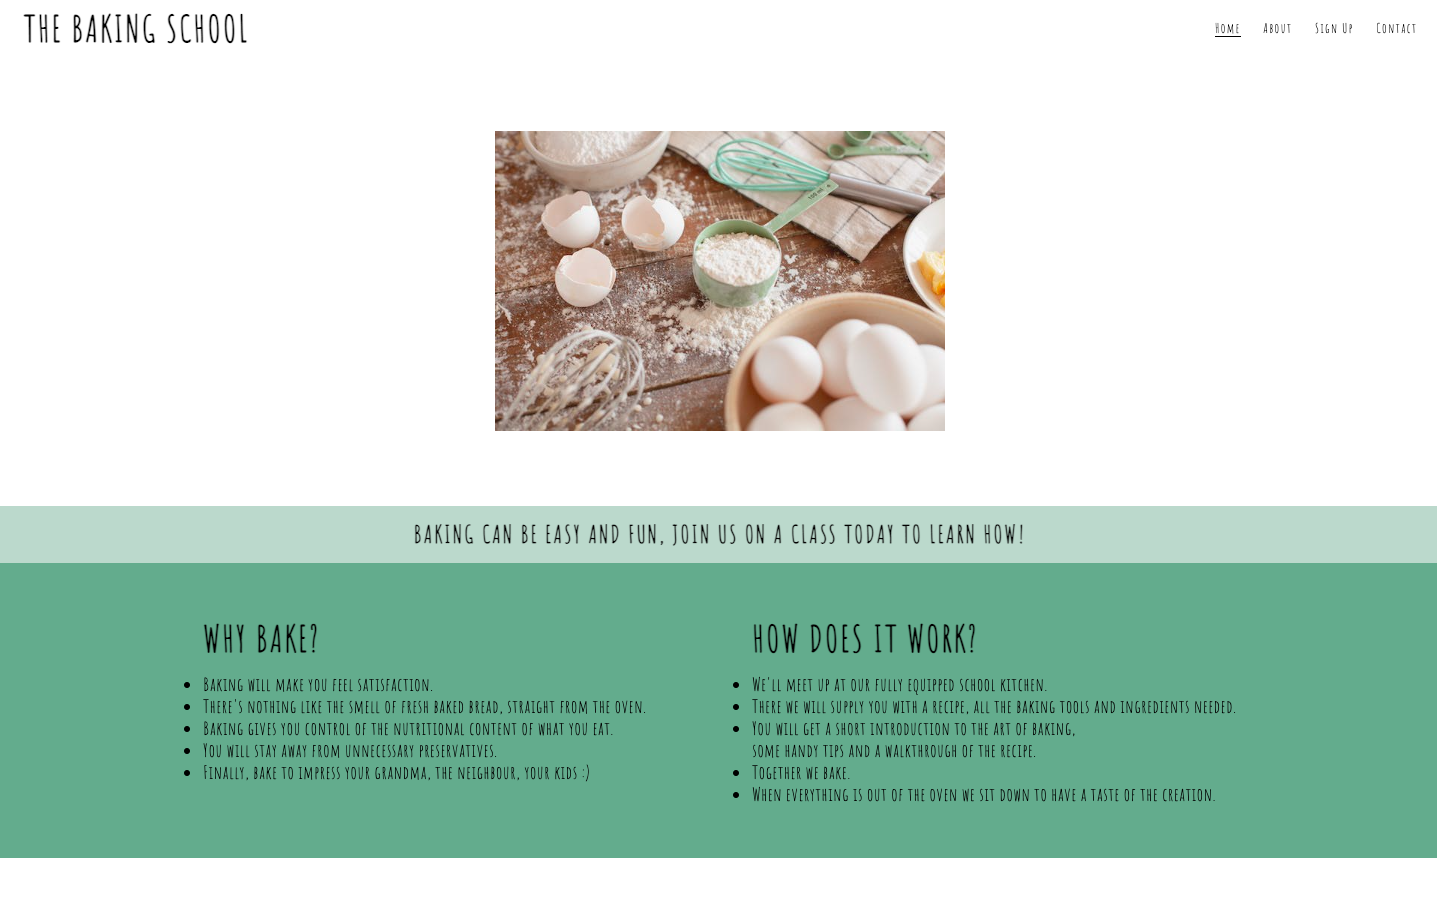 THE BAKING SCHOOL
Home About Sign Up Contact
BAKING CAN BE EASY AND FUN, JOIN US ON A CLASS TODAY TO LEARN HOW!
WHY BAKE?
Baking will make you feel satisfaction.
There's nothing like the smell of fresh baked bread, straight from the oven.
Baking gives you control of the nutritional content of what you eat.
You will stay away from unnecessary preservatives.
Finally, bake to impress your grandma, the neighbour, your kids :)
HOW DOES IT WORK?
We'll meet up at our fully equipped school kitchen.
There we will supply you with a recipe, all the baking tools and ingredients needed.
You will get a short introduction to the art of baking,
some handy tips and a walkthrough of the recipe.
Together we bake.
When everything is out of the oven we sit down to have a taste of the creation.